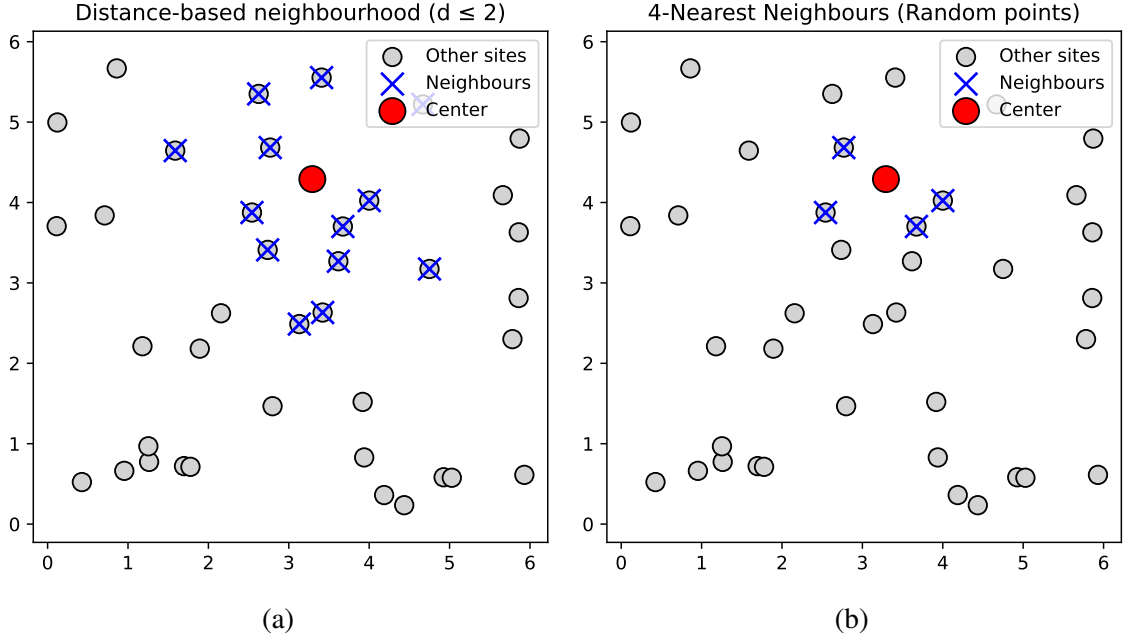 Distance-based neighbourhood (d ≤ 2)
Other sites
Neighbours
Center
6
5
4
3
2
1
0
0 1 2 3 4 5 6
(a)
4-Nearest Neighbours (Random points)
Other sites
Neighbours
Center
6
5
4
3
2
1
0
0 1 2 3 4 5 6
(b)